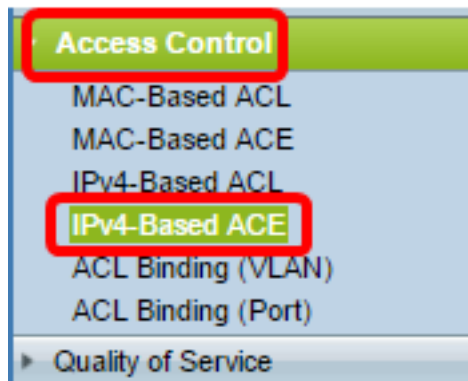 Access Control
MAC-Based ACL
MAC-Based ACE
IPv4-Based ACL
IPv4-Based ACE
ACL Binding (VLAN)
ACL Binding (Port)
Quality of Service